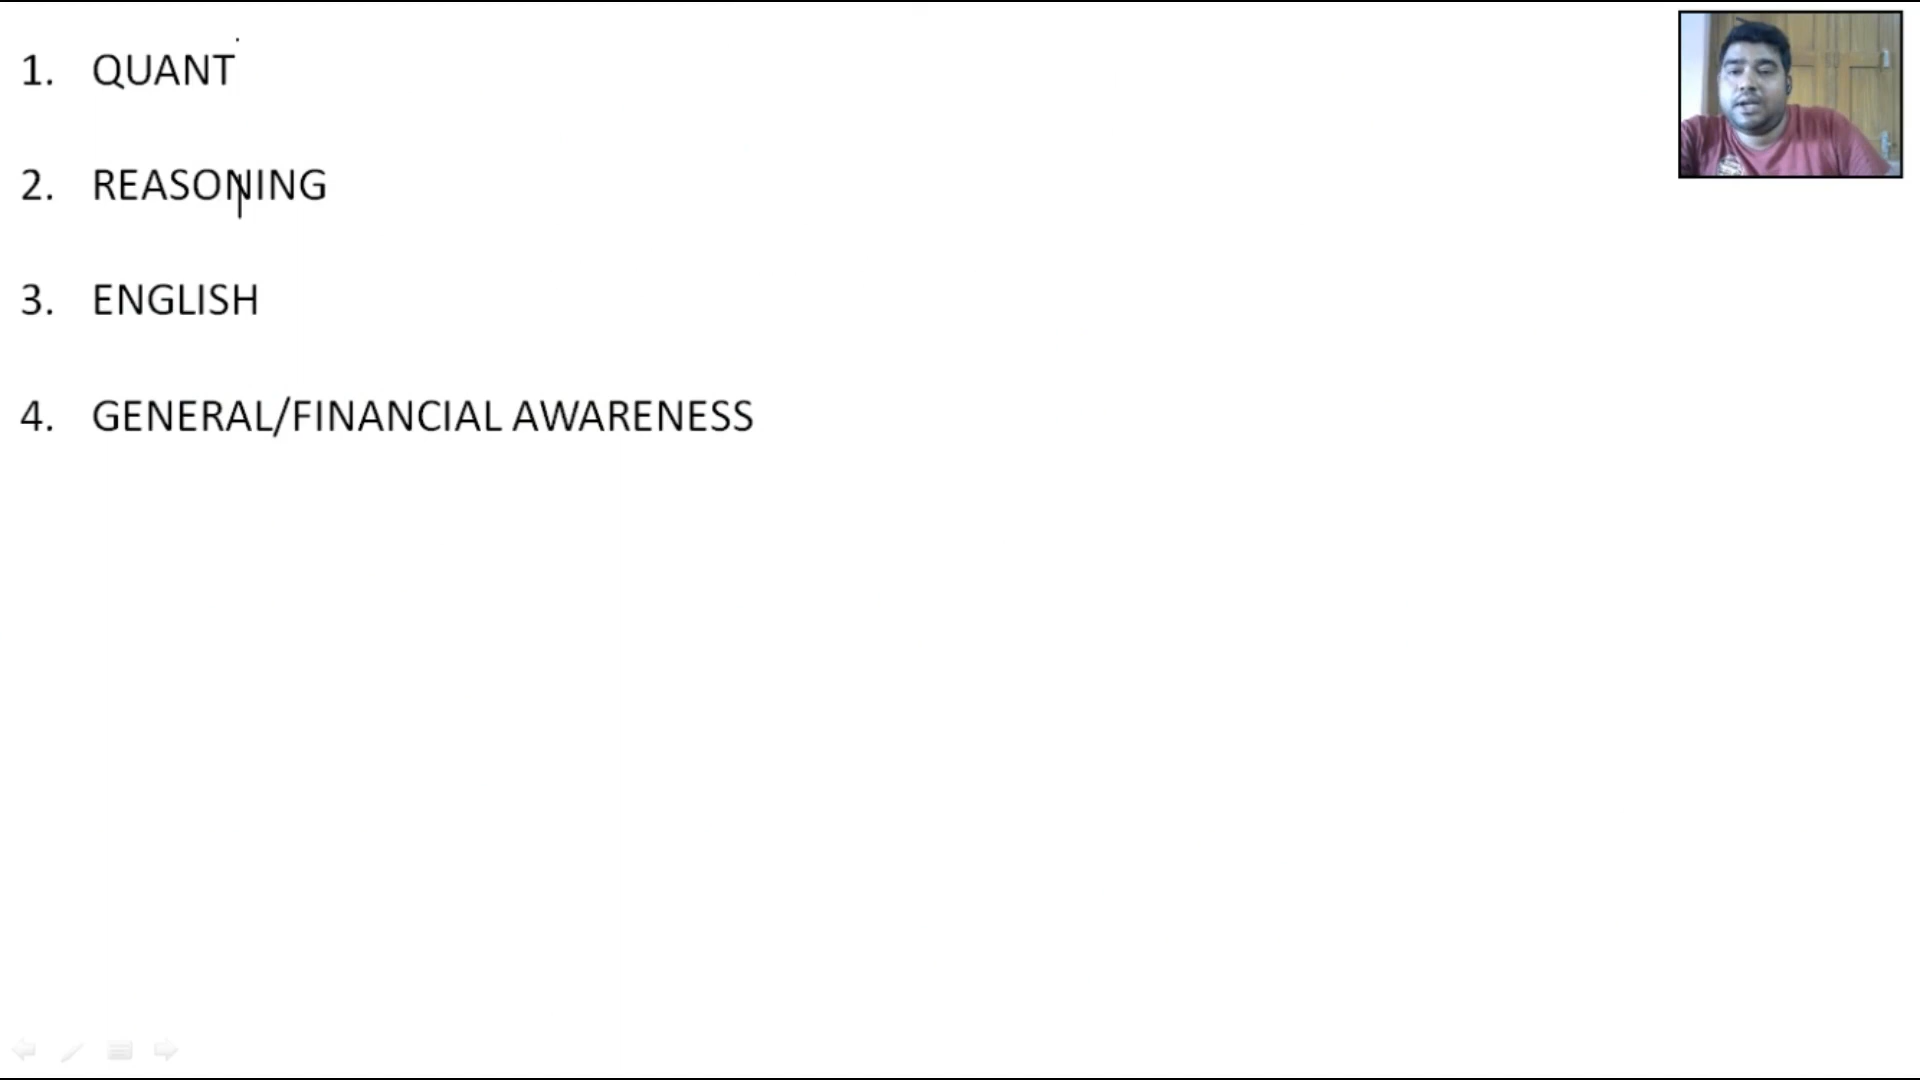 1. QUANT
2. REASONING
3. ENGLISH
4. GENERAL/FINANCIAL AWARENESS